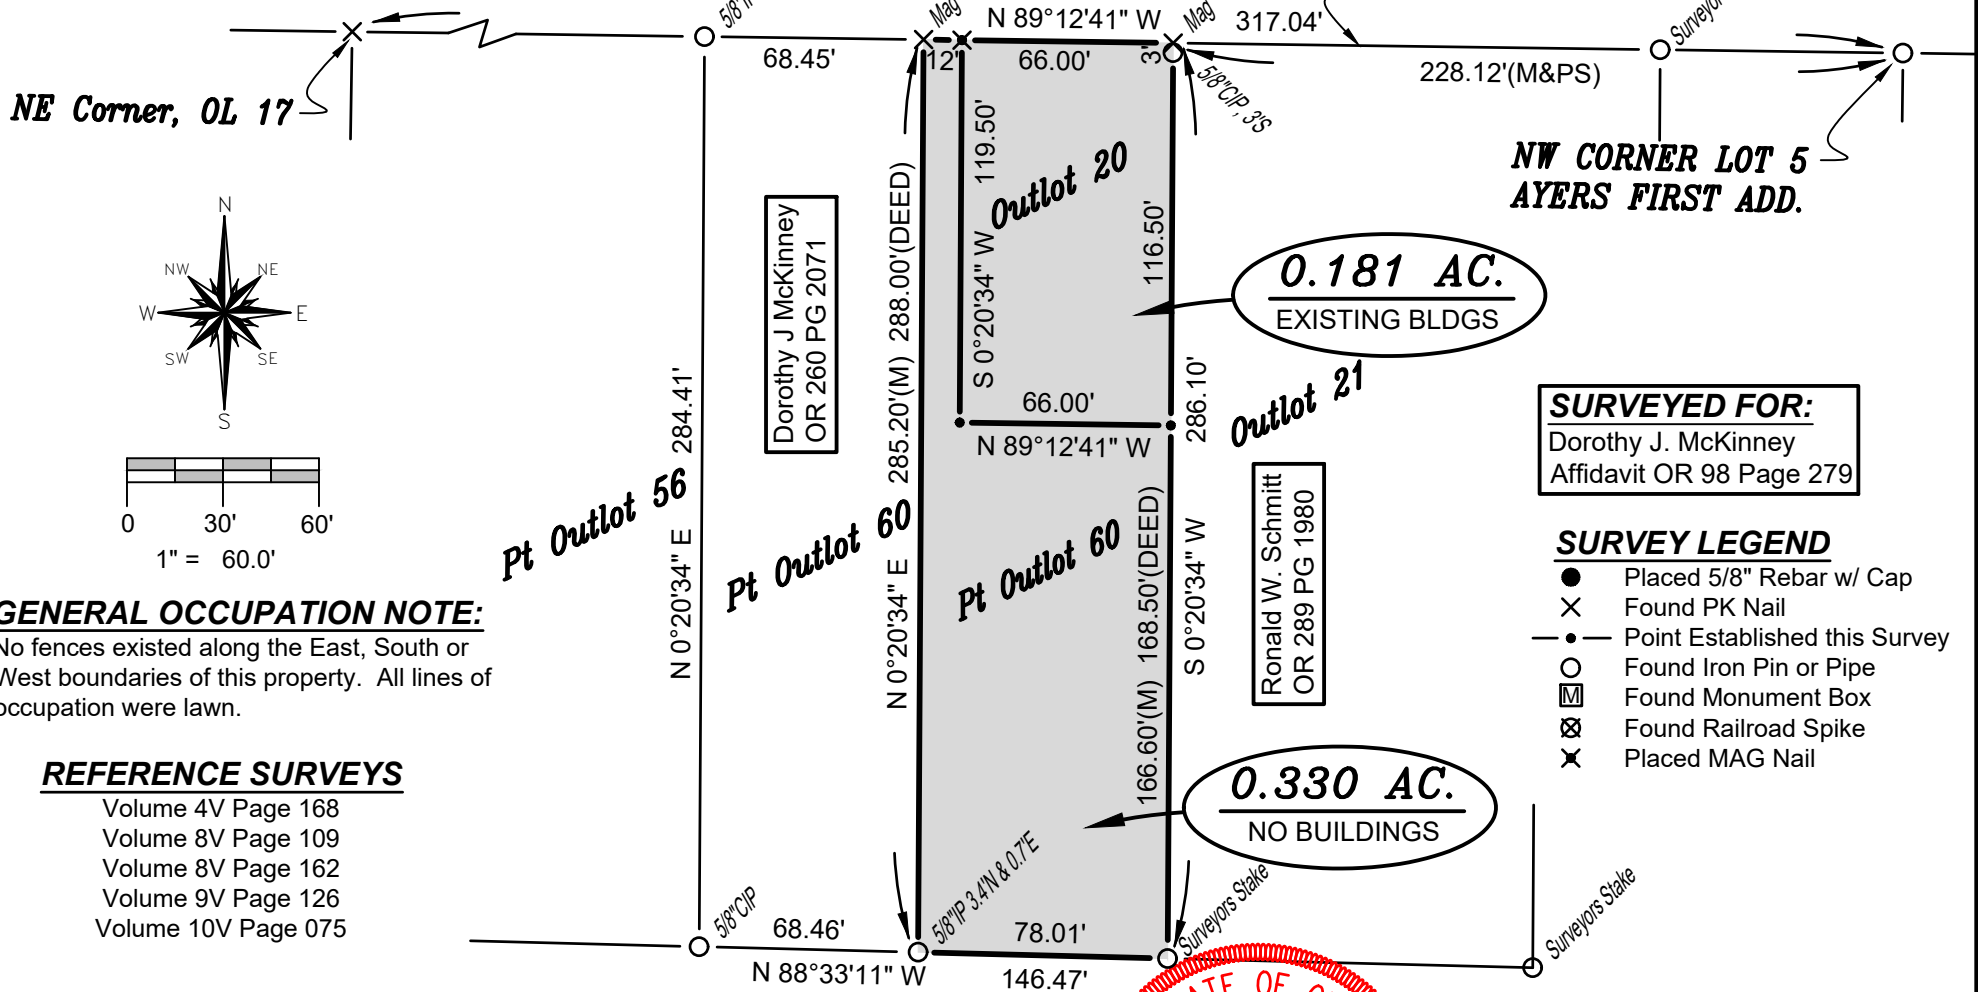 5/8"
Mag
N 89°12'41" W
Mag
317.04'
Surveyors
68.45'
12'
66.00'
3'
228.12'(M&PS)
5/8"CIP, 3'S
NE Corner, OL 17
NW CORNER LOT 5
AYERS FIRST ADD.
119.50'
S 0°20'34" W
Outlot 20
116.50'
N
NW
NE
W
E
SW
SE
S
Dorothy J McKinney
OR 260 PG 2071
288.00'(DEED)
285.20'(M)
N 0°20'34" E
0.181 AC.
EXISTING BLDGS
284.41'
N 0°20'34" E
66.00'
N 89°12'41" W
286.10'
S 0°20'34" W
Outlot 21
SURVEYED FOR:
Dorothy J. McKinney
Affidavit OR 98 Page 279
0 30' 60'
1" = 60.0'
Pt Outlot 56
Pt Outlot 60
Pt Outlot 60
168.50'(DEED)
166.60'(M)
Ronald W. Schmitt
OR 289 PG 1980
SURVEY LEGEND
Placed 5/8" Rebar w/ Cap
Found PK Nail
Point Established this Survey
Found Iron Pin or Pipe
M Found Monument Box
Found Railroad Spike
Placed MAG Nail
GENERAL OCCUPATION NOTE:
No fences existed along the East, South or
West boundaries of this property. All lines of
occupation were lawn.
REFERENCE SURVEYS
Volume 4V Page 168
Volume 8V Page 109
Volume 8V Page 162
Volume 9V Page 126
Volume 10V Page 075
0.330 AC.
NO BUILDINGS
5/8"CIP
68.46'
5/8"IP 3.4'N & 0.7'E
78.01'
Surveyors Stake
Surveyors Stake
N 88°33'11" W
146.47'
OF